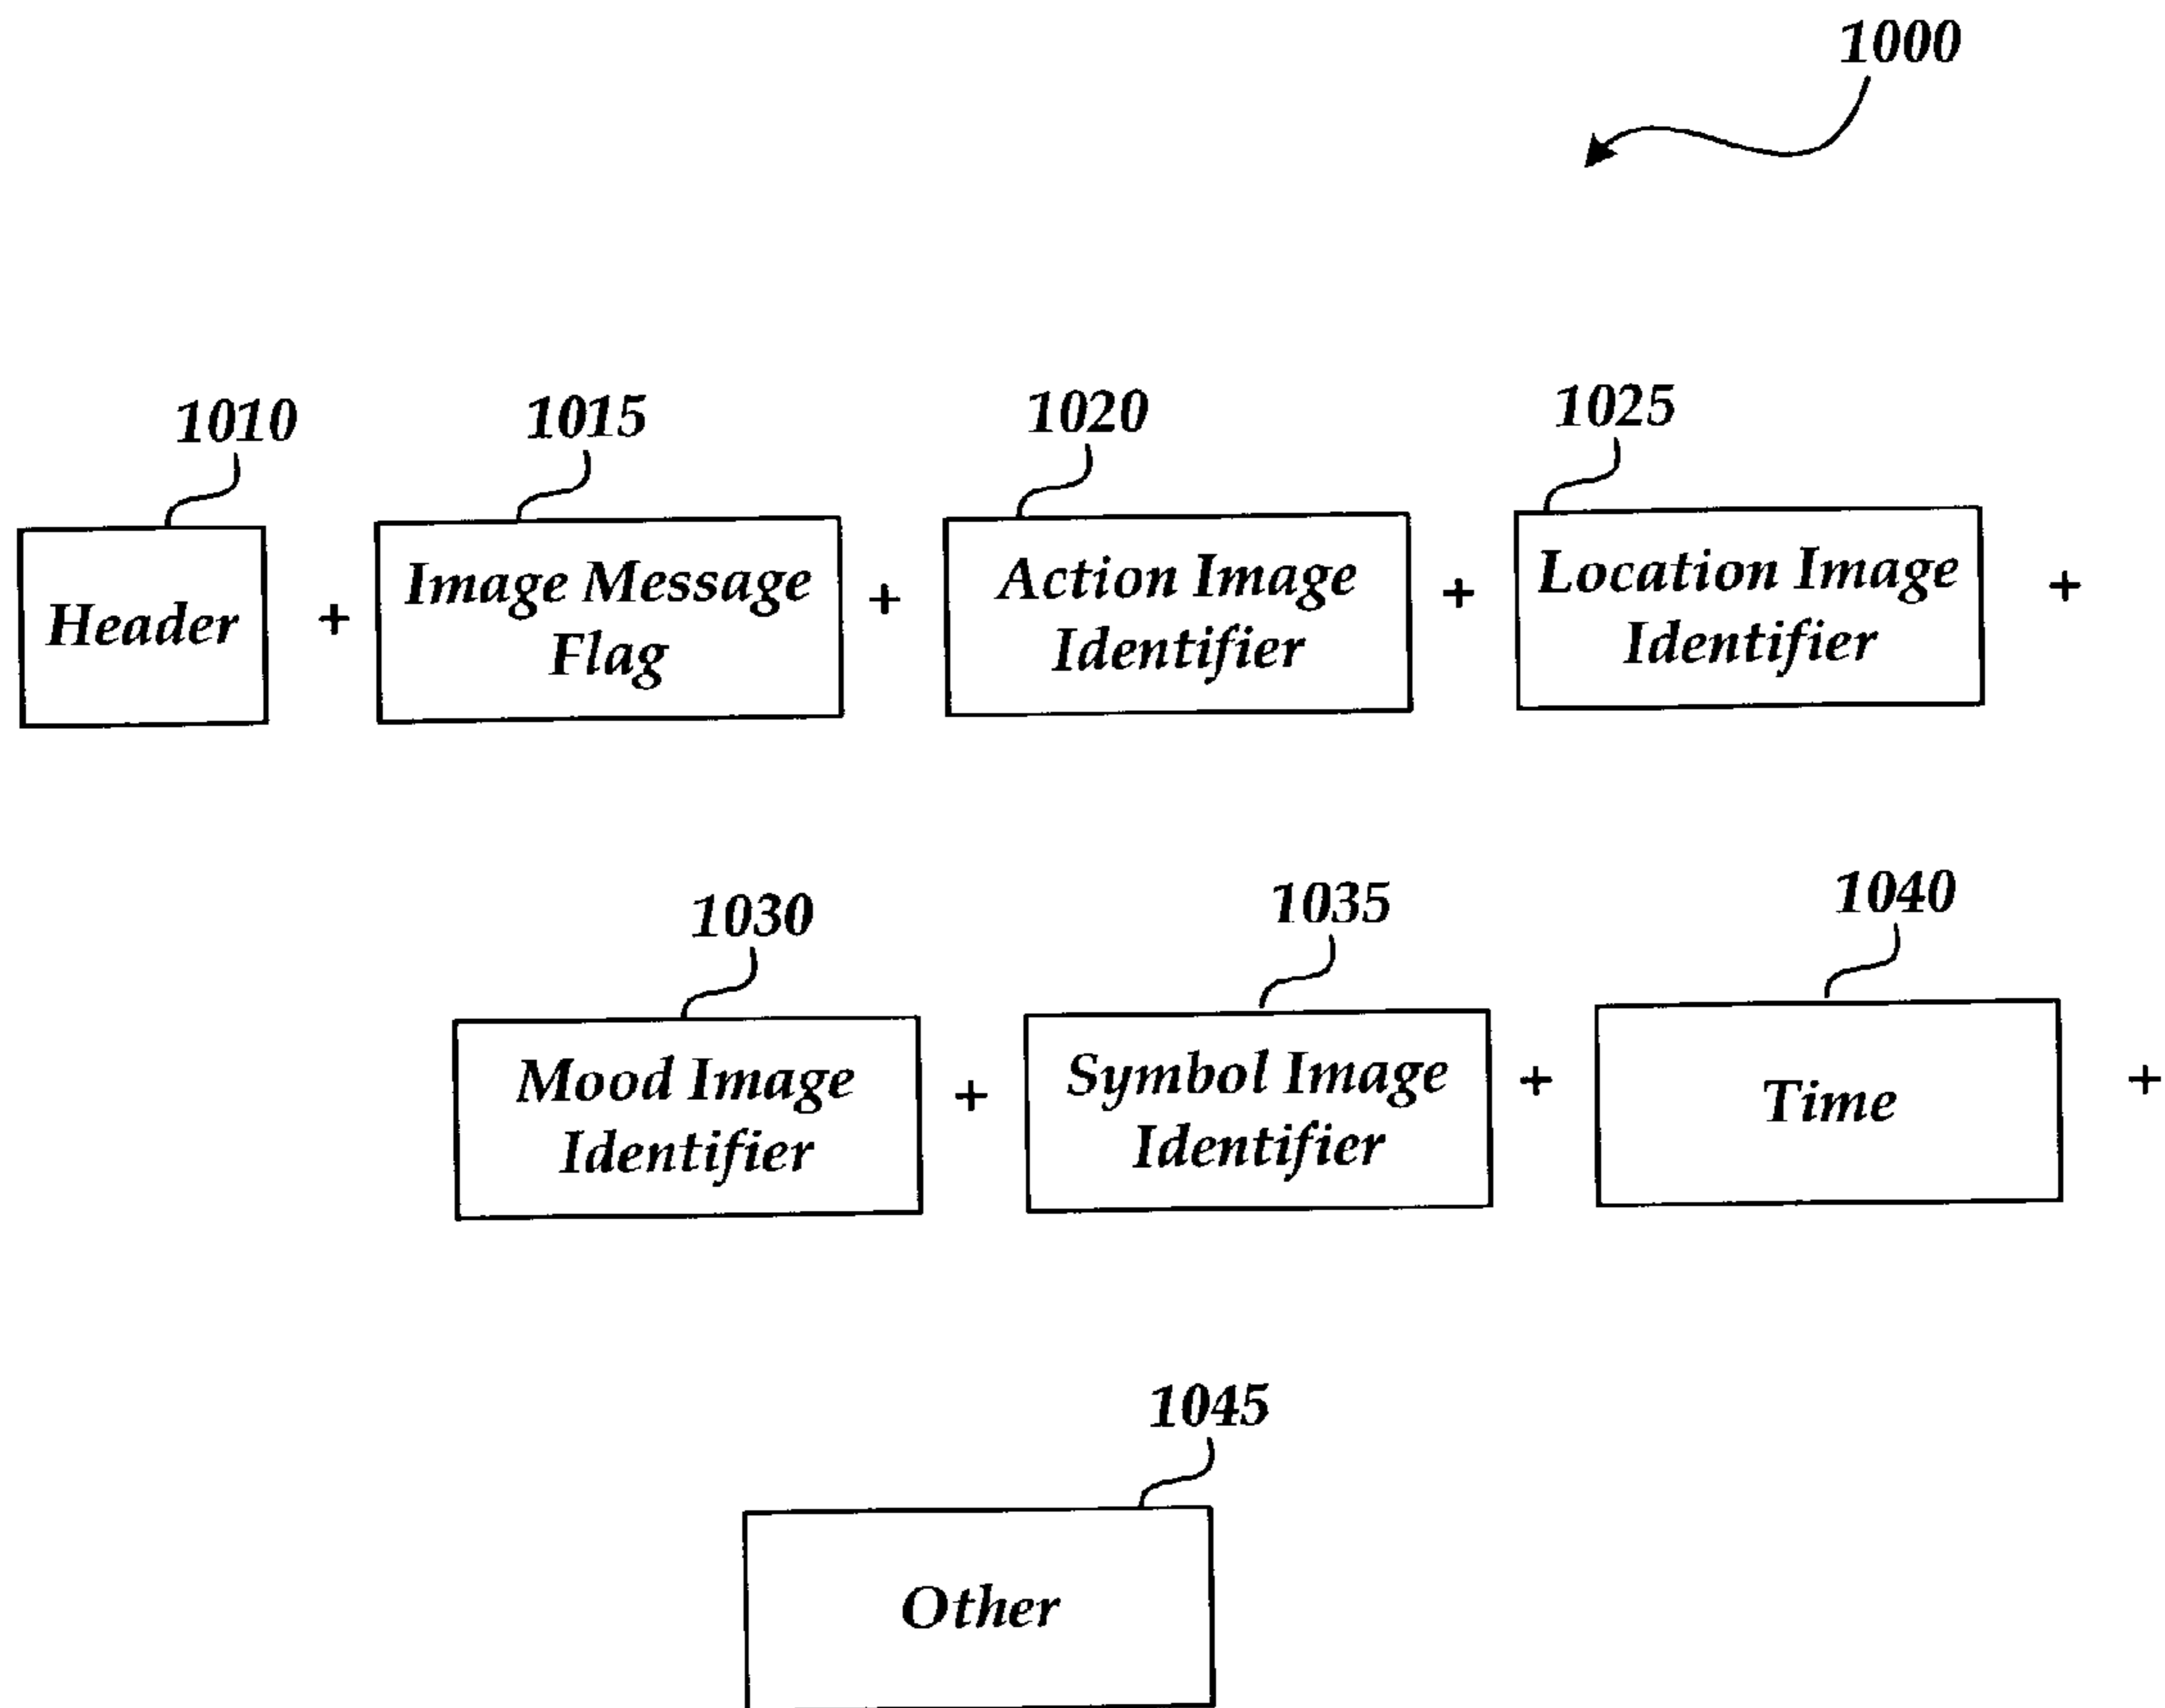 1000
1010 1015 1020 1025
Header + Image Message Flag + Action Image Identifier + Location Image Identifier +
1030 1035 1040
Mood Image Identifier + Symbol Image Identifier + Time +
1045
Other